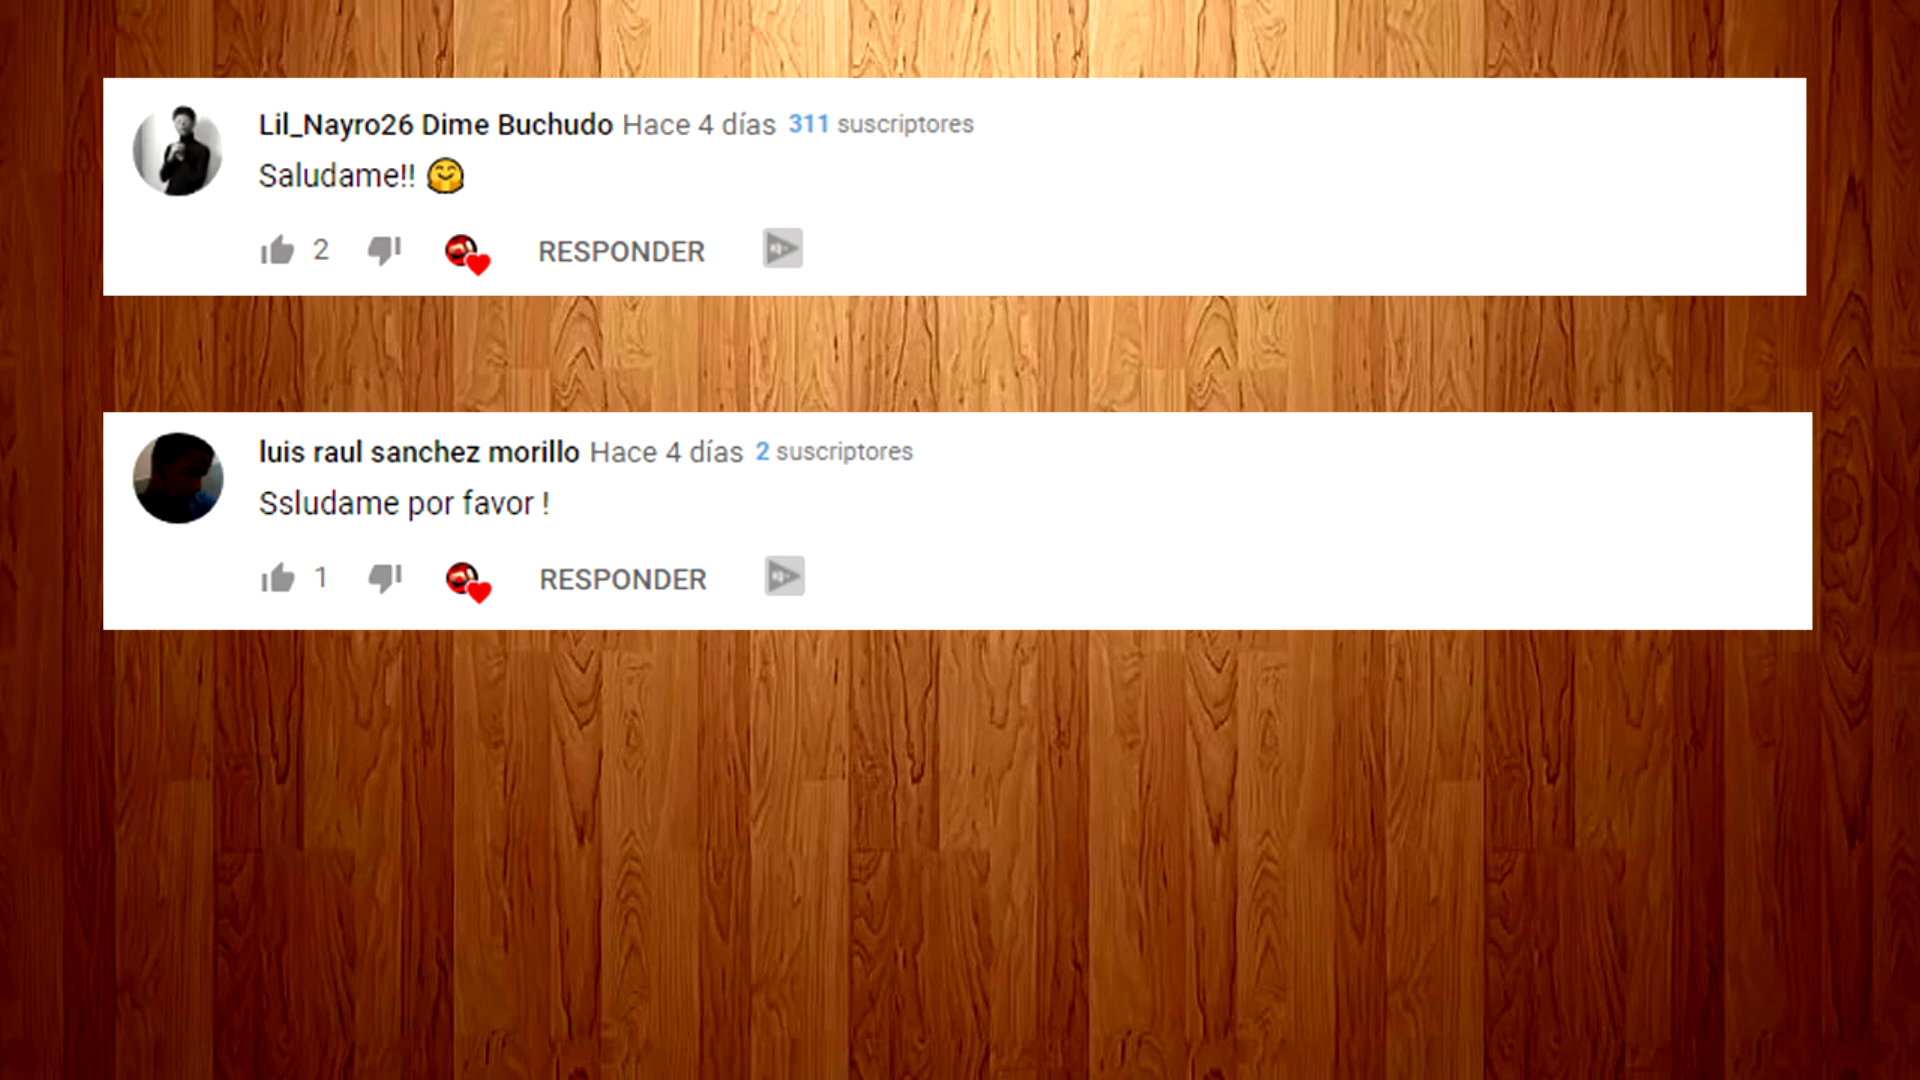 Lil_Nayro26 Dime Buchudo Hace 4 días 311 suscriptores
Saludame!! 🤗
2 RESPONDER
luis raul sanchez morillo Hace 4 días 2 suscriptores
Ssludame por favor !
1 RESPONDER